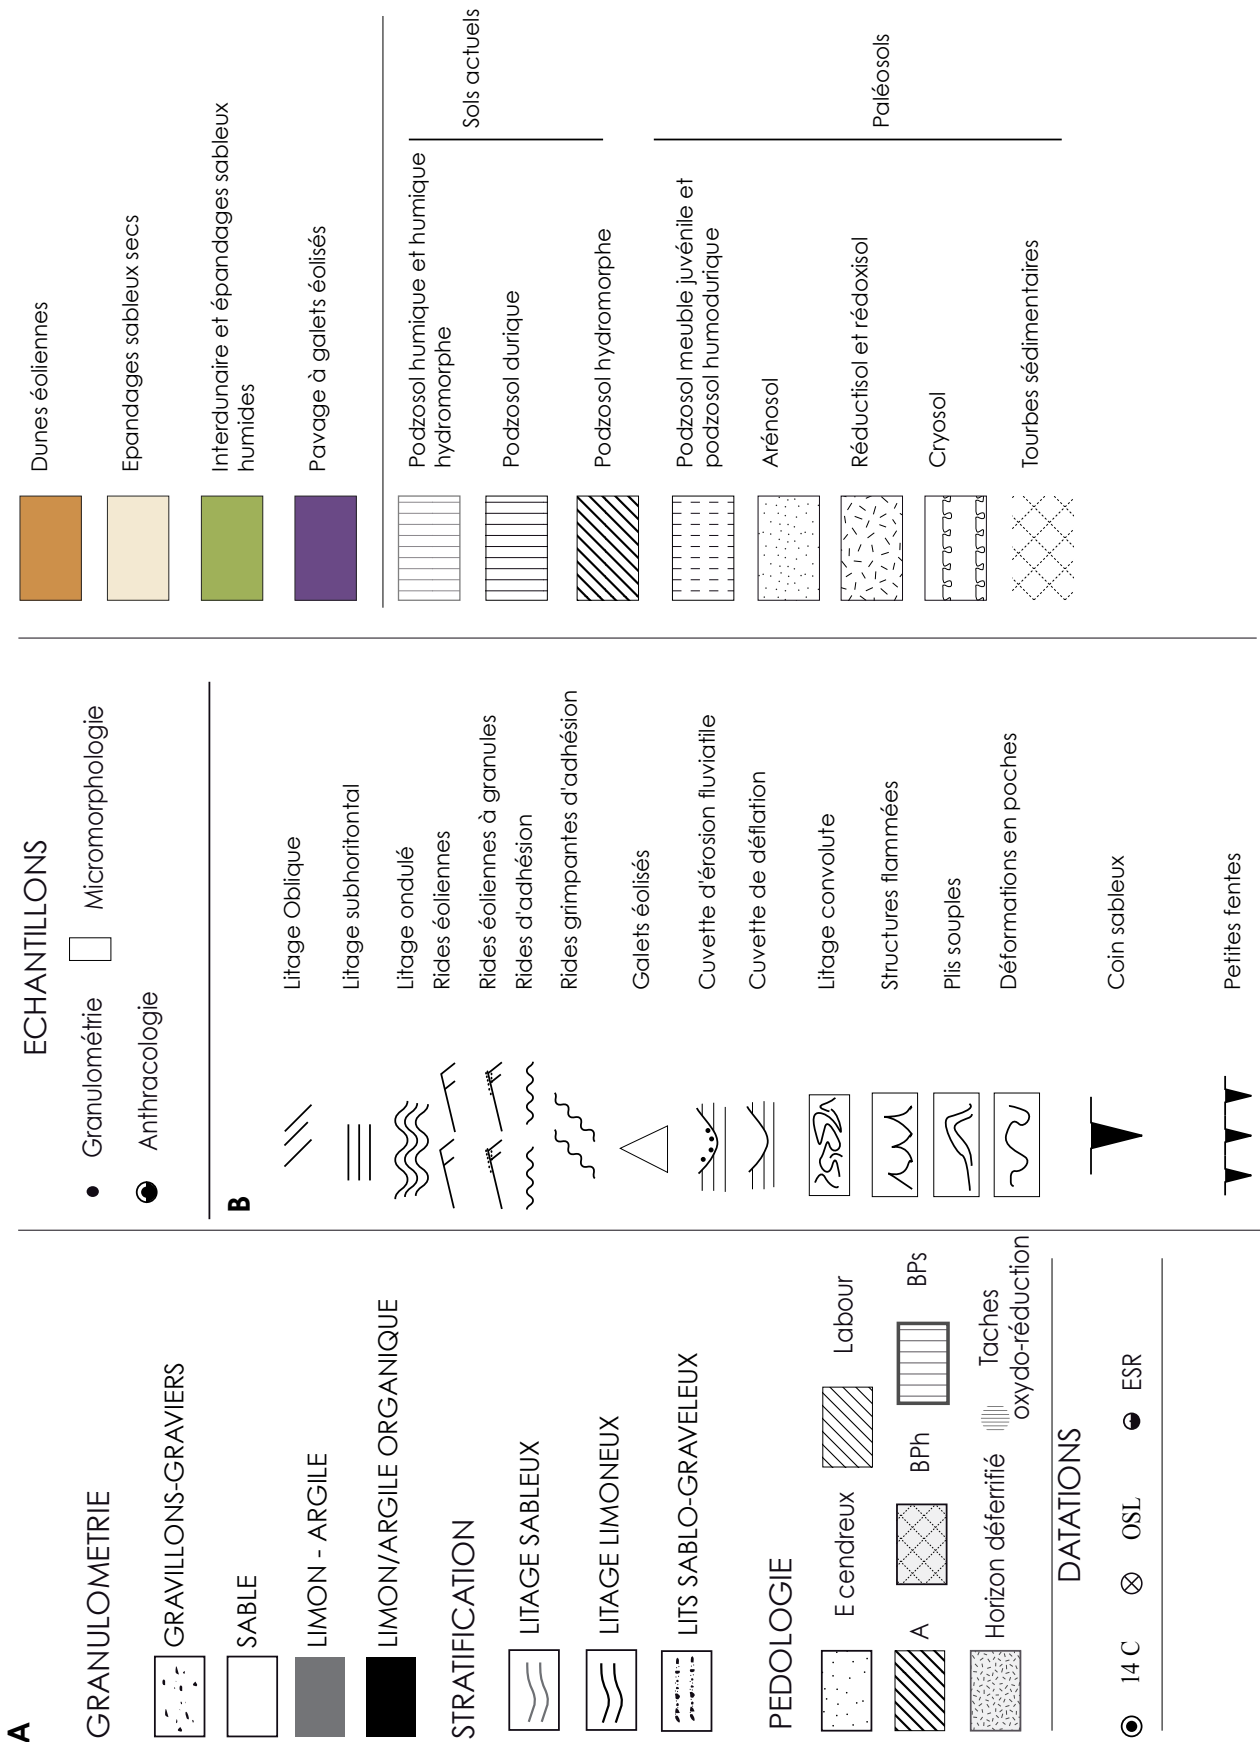 A
GRANULOMETRIE
GRAVILLONS-GRAVIERS
SABLE
LIMON - ARGILE
LIMON/ARGILE ORGANIQUE
STRATIFICATION
LITAGE SABLEUX
LITAGE LIMONEUX
LITS SABLO-GRAVELEUX
PEDOLOGIE
E cendreux
Labour
A
BPh
BPs
Horizon déferrifié
Taches
oxydo-réduction
DATATIONS
14 C
OSL
ESR
ECHANTILLONS
Granulométrie
Micromorphologie
Anthracologie
B
Litage Oblique
Litage subhoritontal
Litage ondulé
Rides éoliennes
Rides éoliennes à granules
Rides d'adhésion
Rides grimpantes d'adhésion
Galets éolisés
Cuvette d'érosion fluviatile
Cuvette de déflation
Litage convolute
Structures flammées
Plis souples
Déformations en poches
Coin sableux
Petites fentes
Dunes éoliennes
Epandages sableux secs
Interdunaire et épandages sableux
humides
Pavage à galets éolisés
Podzosol humique et humique
hydromorphe
Podzosol durique
Podzosol hydromorphe
Sols actuels
Podzosol meuble juvénile et
podzosol humodurique
Arénosol
Réductisol et rédoxisol
Cryosol
Tourbes sédimentaires
Paléosols